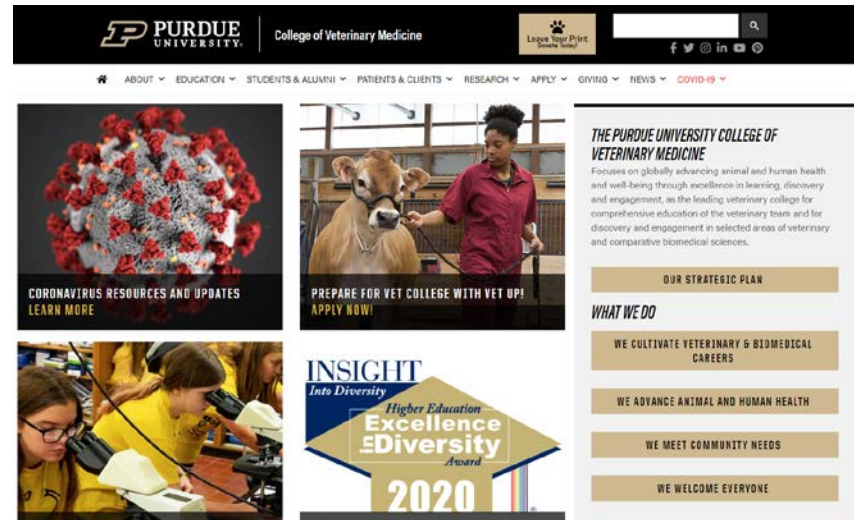 PURDUE
UNIVERSITY®
College of Veterinary Medicine
Leave Your Print
Donate Today!
ABOUT
EDUCATION
STUDENTS & ALUMNI
PATIENTS & CLIENTS
RESEARCH
APPLY
GIVING
NEWS
COVID-19
CORONAVIRUS RESOURCES AND UPDATES
LEARN MORE
PREPARE FOR VET COLLEGE WITH VET UP!
APPLY NOW!
INSIGHT
Into Diversity
Higher Education
Excellence
in Diversity
Award
2020
THE PURDUE UNIVERSITY COLLEGE OF
VETERINARY MEDICINE
Focuses on globally advancing animal and human health
and well-being through excellence in learning, discovery
and engagement, as the leading veterinary college for
comprehensive education of the veterinary team and for
discovery and engagement in selected areas of veterinary
and comparative biomedical sciences.
OUR STRATEGIC PLAN
WHAT WE DO
WE CULTIVATE VETERINARY & BIOMEDICAL
CAREERS
WE ADVANCE ANIMAL AND HUMAN HEALTH
WE MEET COMMUNITY NEEDS
WE WELCOME EVERYONE